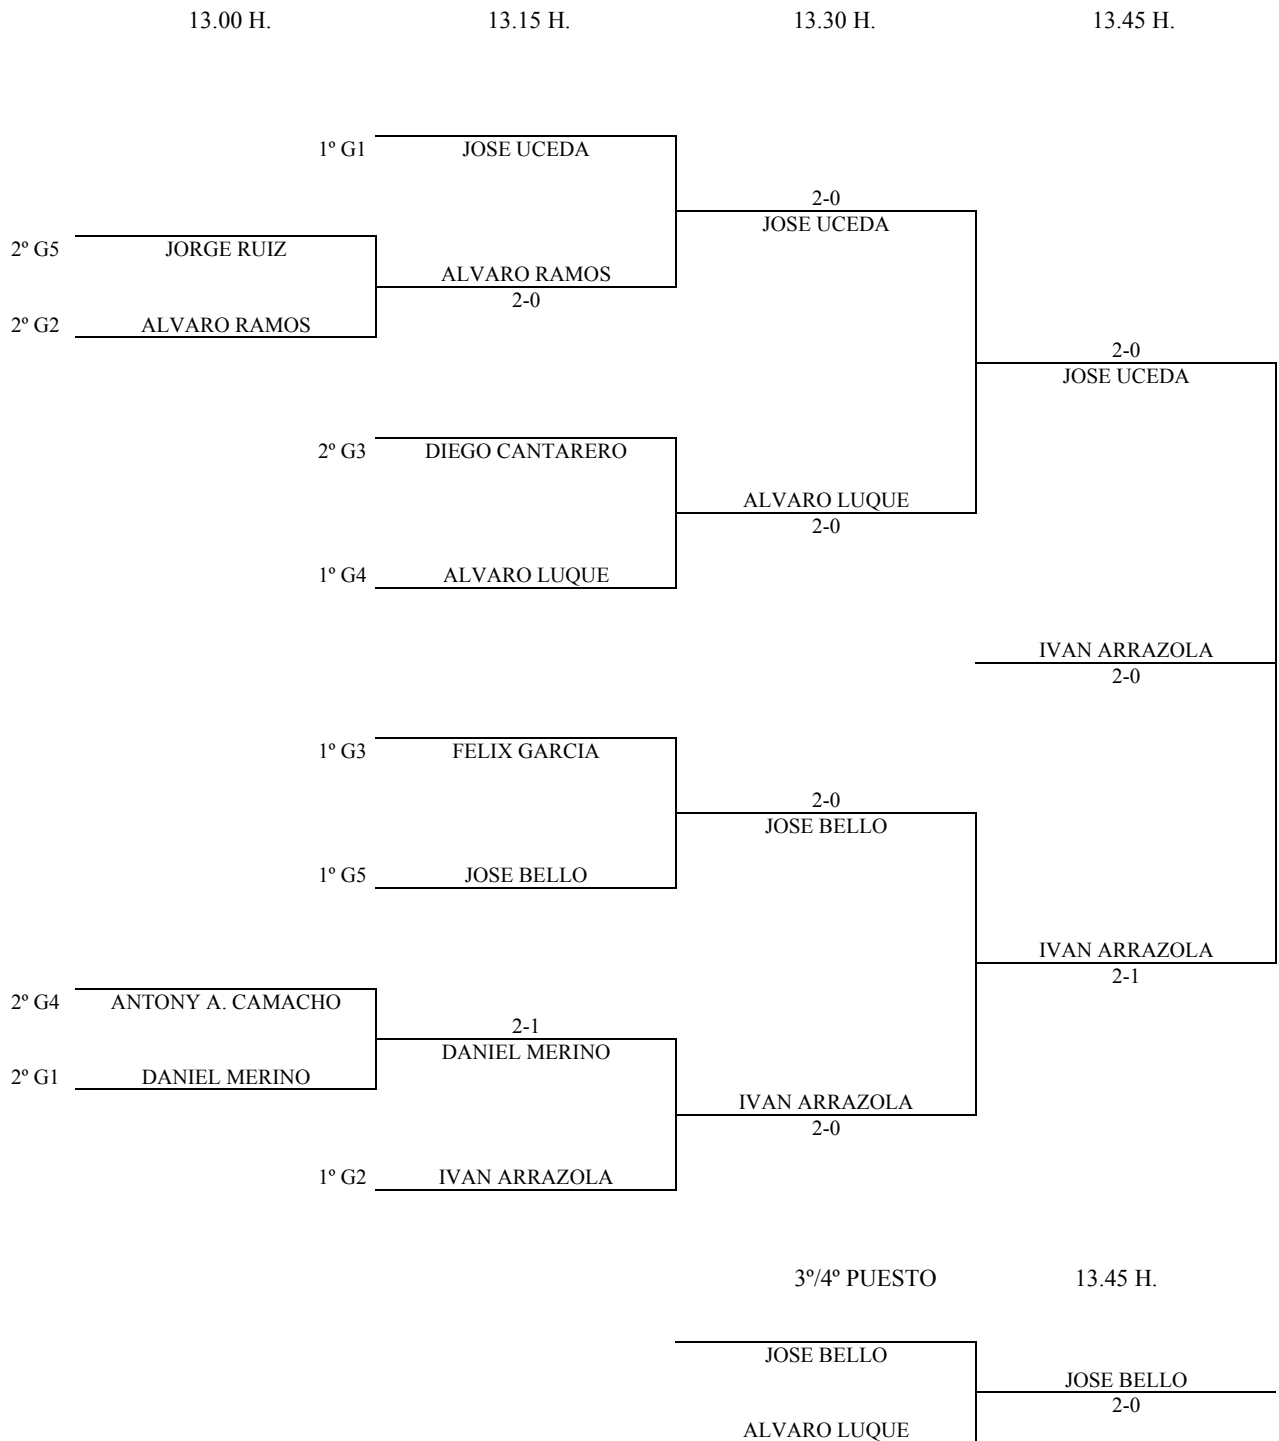 13.00 H. 13.15 H. 13.30 H. 13.45 H.
1º G1 JOSE UCEDA
2-0
JOSE UCEDA
2º G5 JORGE RUIZ
ALVARO RAMOS
2-0
2º G2 ALVARO RAMOS
2-0
JOSE UCEDA
2º G3 DIEGO CANTARERO
ALVARO LUQUE
2-0
1º G4 ALVARO LUQUE
IVAN ARRAZOLA
2-0
1º G3 FELIX GARCIA
2-0
JOSE BELLO
1º G5 JOSE BELLO
IVAN ARRAZOLA
2-1
2º G4 ANTONY A. CAMACHO
2-1
DANIEL MERINO
2º G1 DANIEL MERINO
IVAN ARRAZOLA
2-0
1º G2 IVAN ARRAZOLA
3º/4º PUESTO 13.45 H.
JOSE BELLO
JOSE BELLO
2-0
ALVARO LUQUE